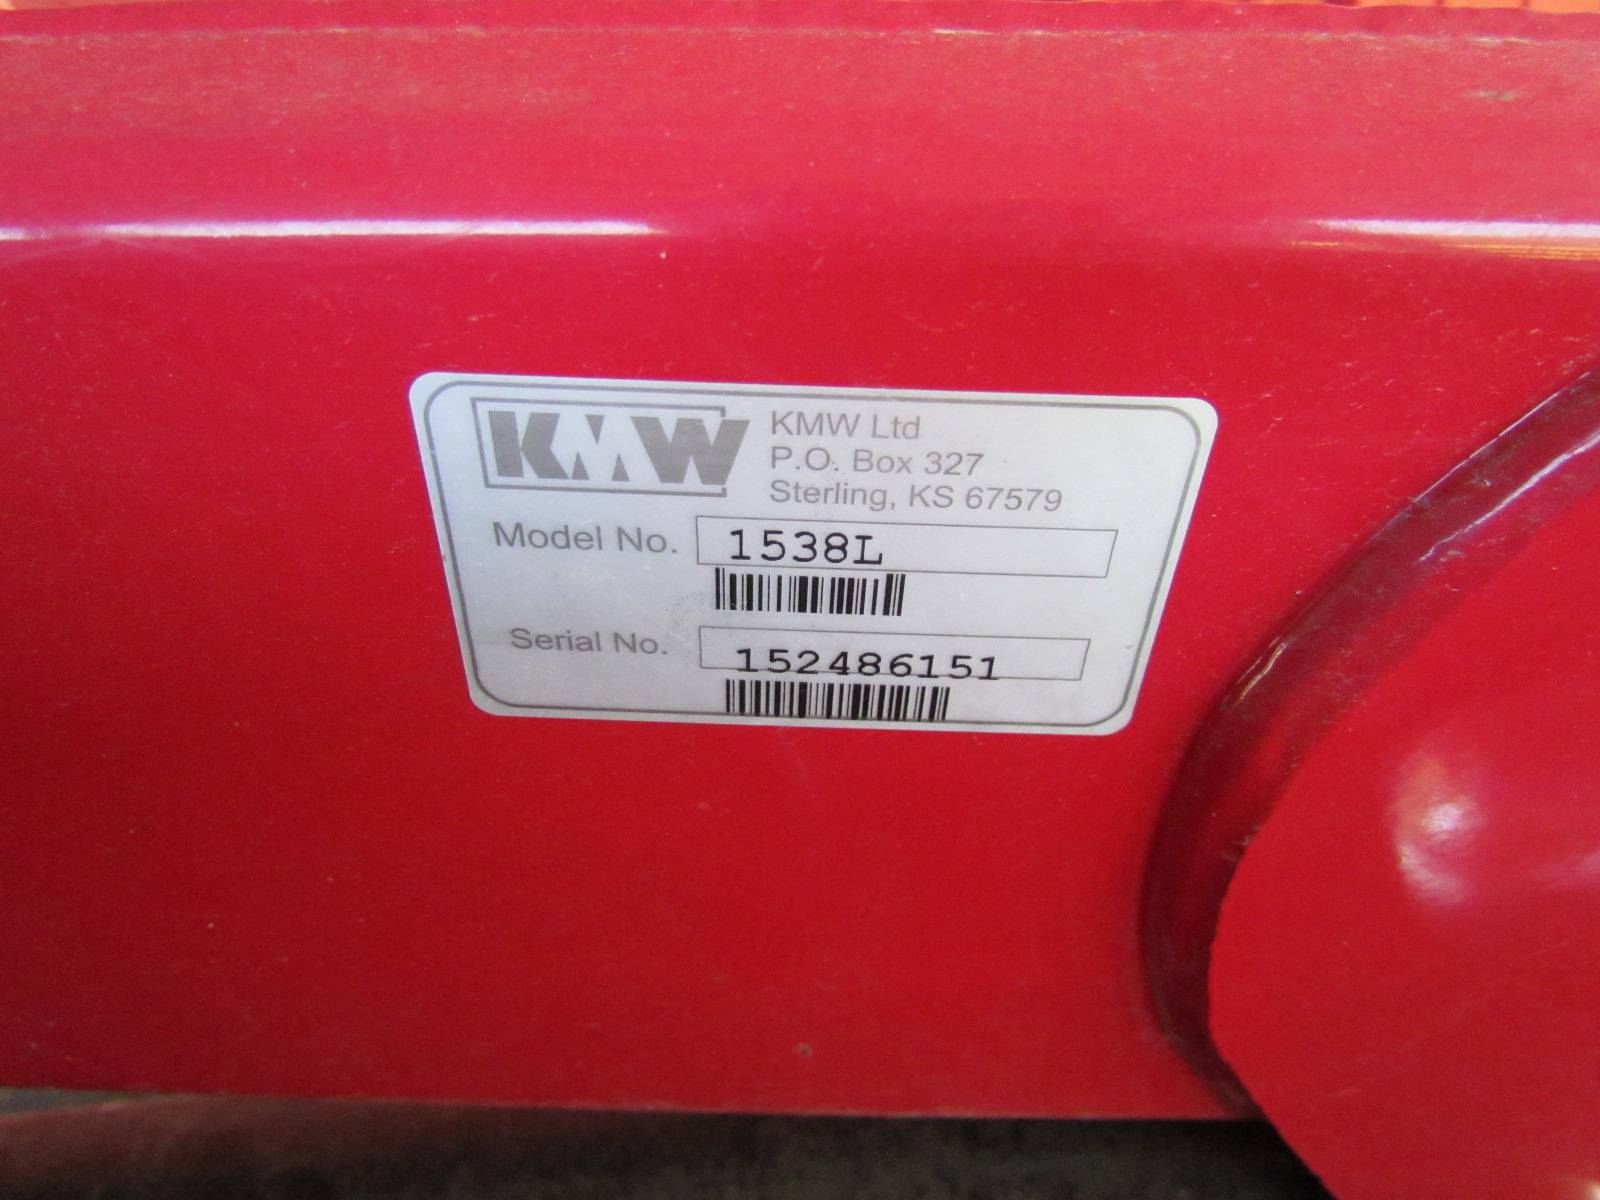 KMW
KMW Ltd
P.O. Box 327
Sterling, KS 67579
Model No. 1538L
Serial No. 152486151